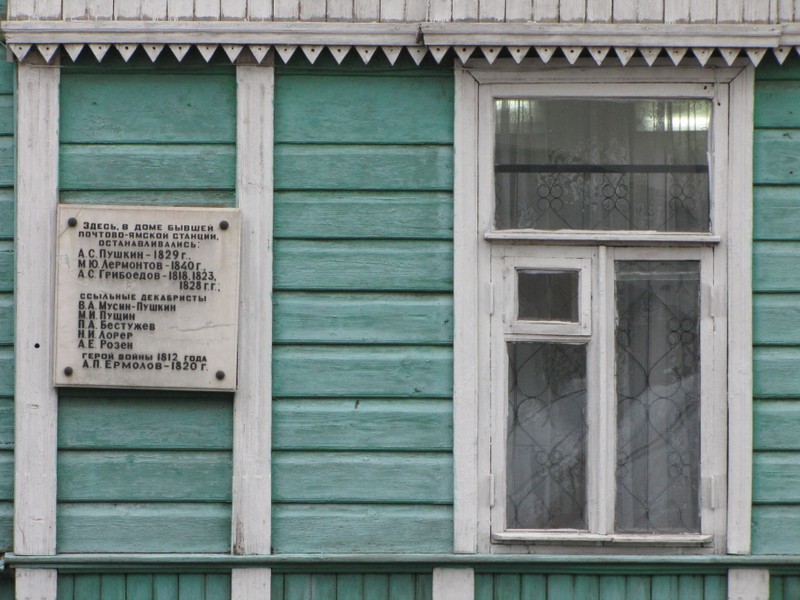 Здесь, в доме бывшей
почтово-ямской станции,
останавливались:
А.С. Пушкин – 1829 г.,
М.Ю. Лермонтов – 1840 г.,
А.С. Грибоедов – 1818, 1823,
1828 г.г.,
ссыльные декабристы
В.А. Мусин-Пушкин
М.И. Пущин
П.А. Бестужев
Н.И. Лорер
А.Е. Розен
герой войны 1812 года
А.П. Ермолов – 1820 г.